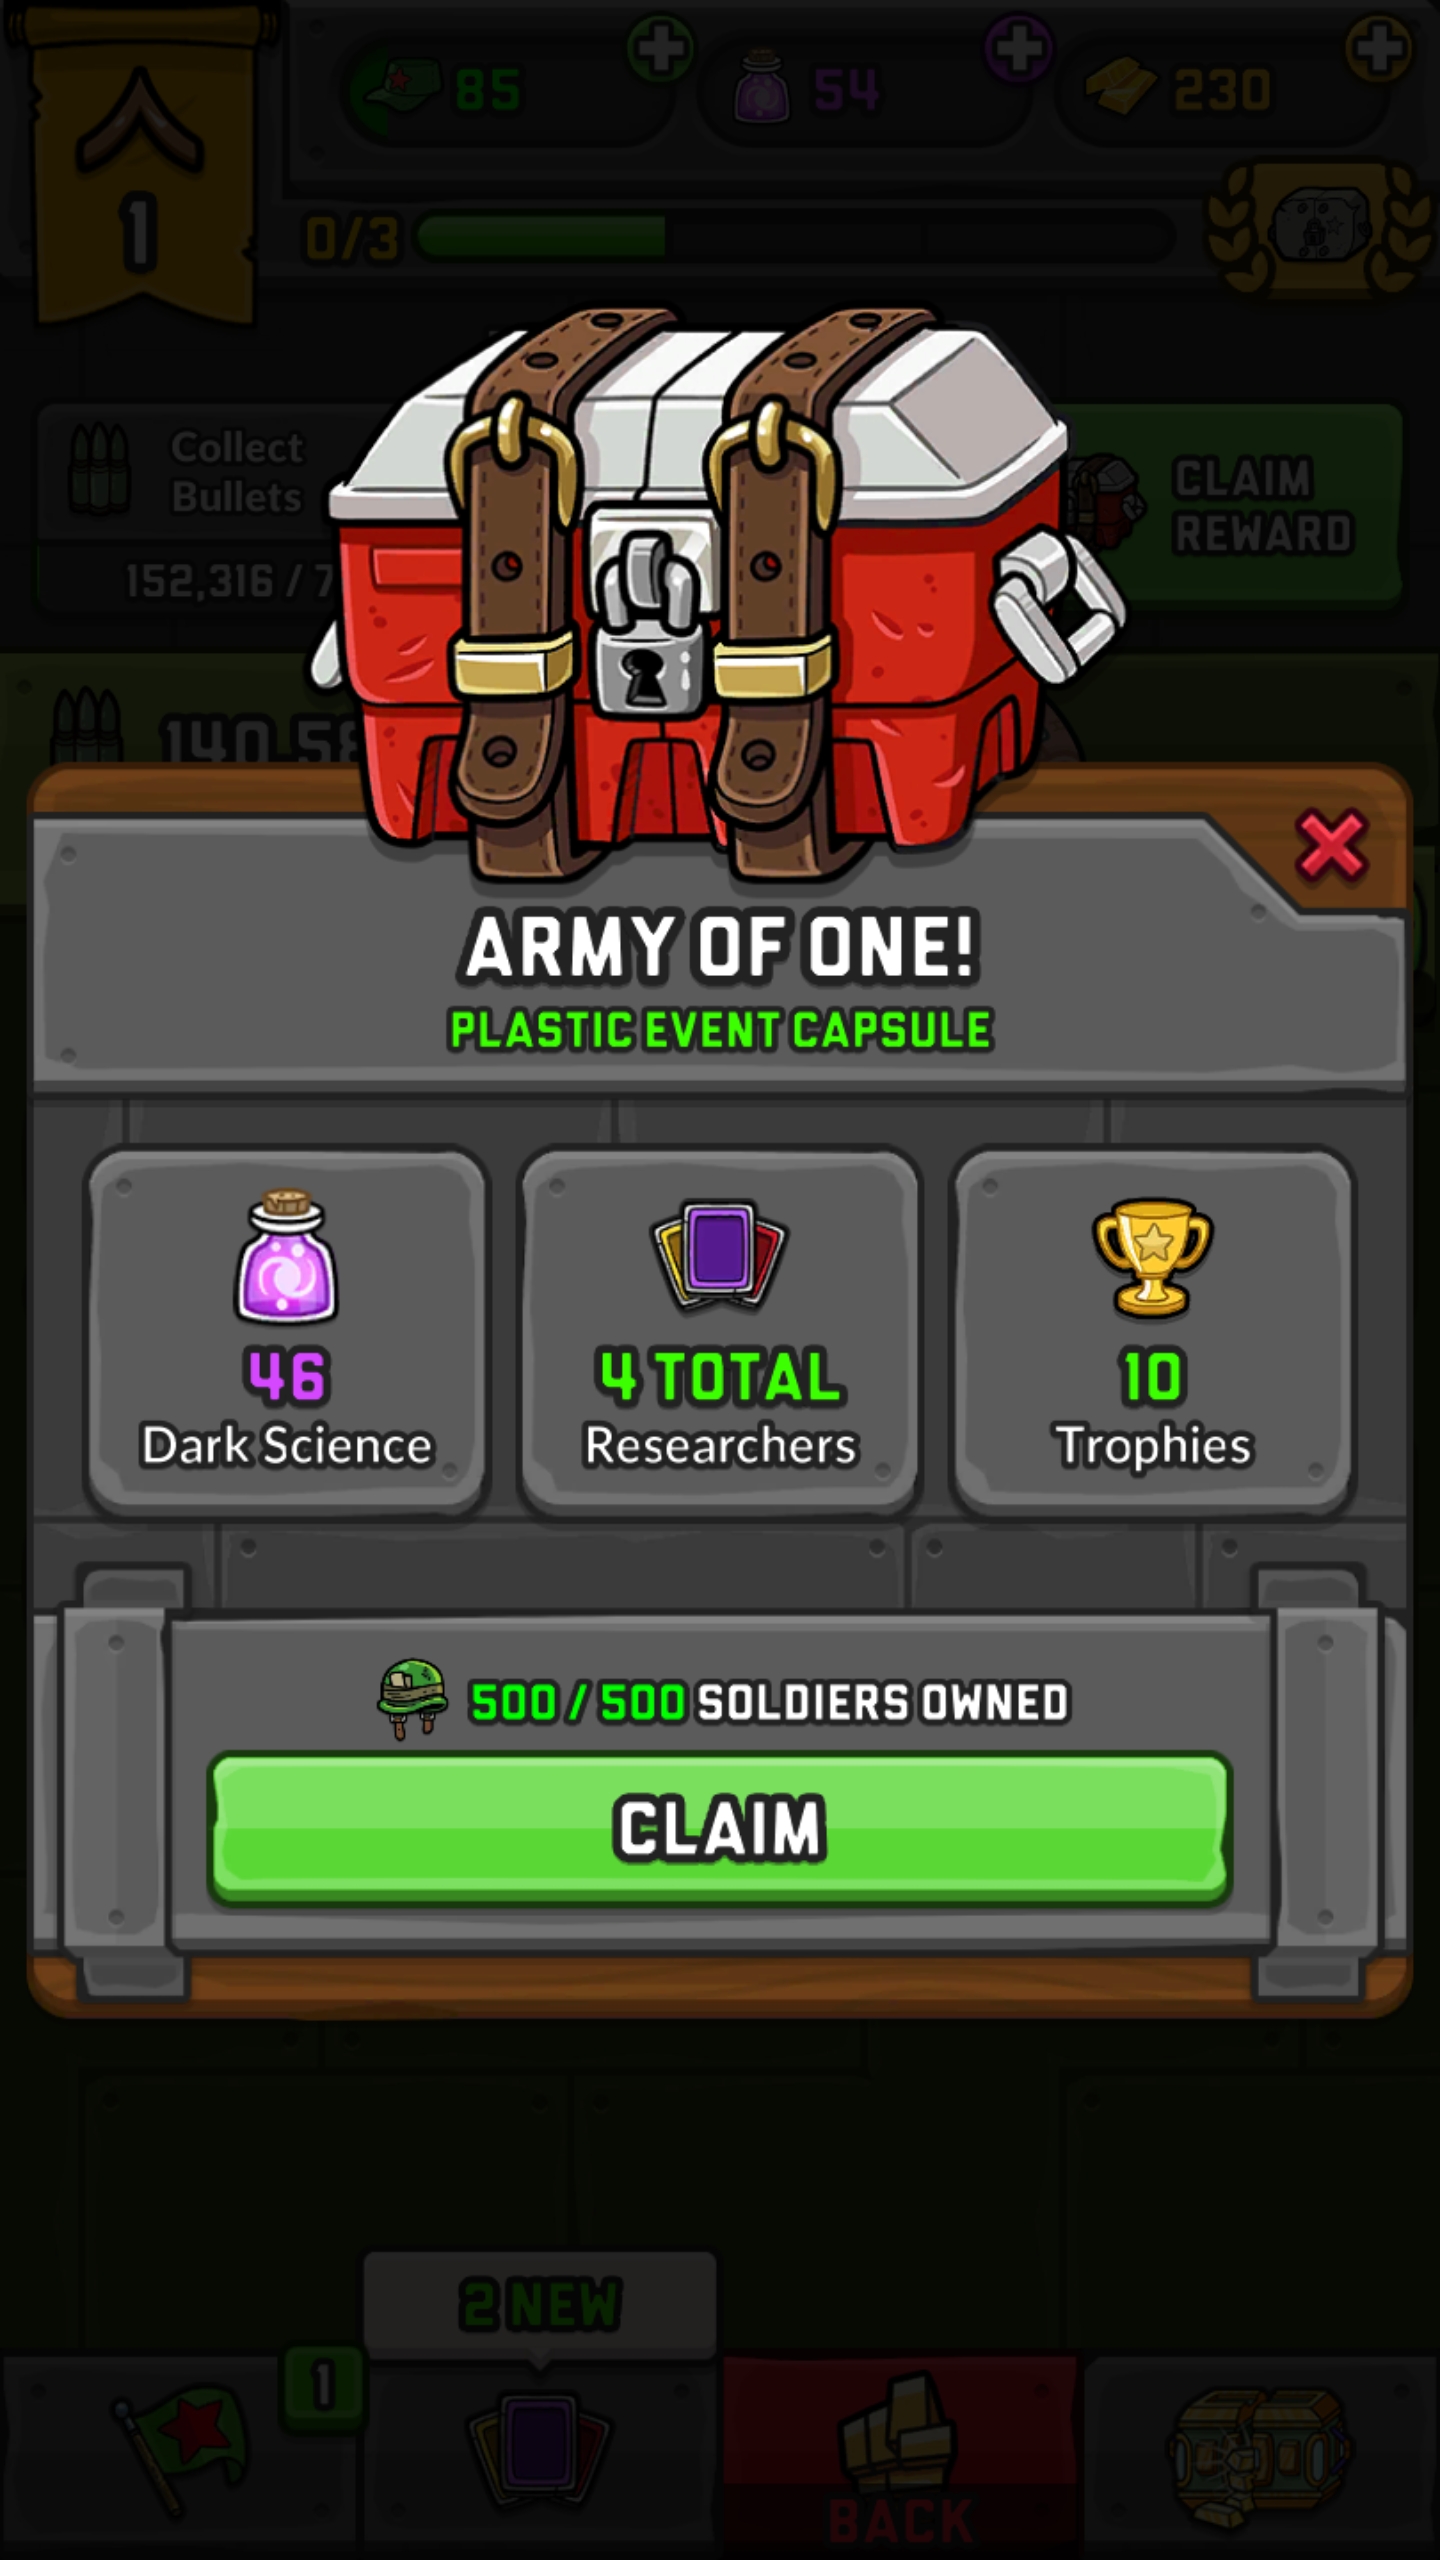 85
54
230
1
0/3
Collect
Bullets
CLAIM
REWARD
152,316 / 7
ARMY OF ONE!
PLASTIC EVENT CAPSULE
46
4 TOTAL
10
Dark Science
Researchers
Trophies
500 / 500 SOLDIERS OWNED
CLAIM
2 NEW
1
BACK